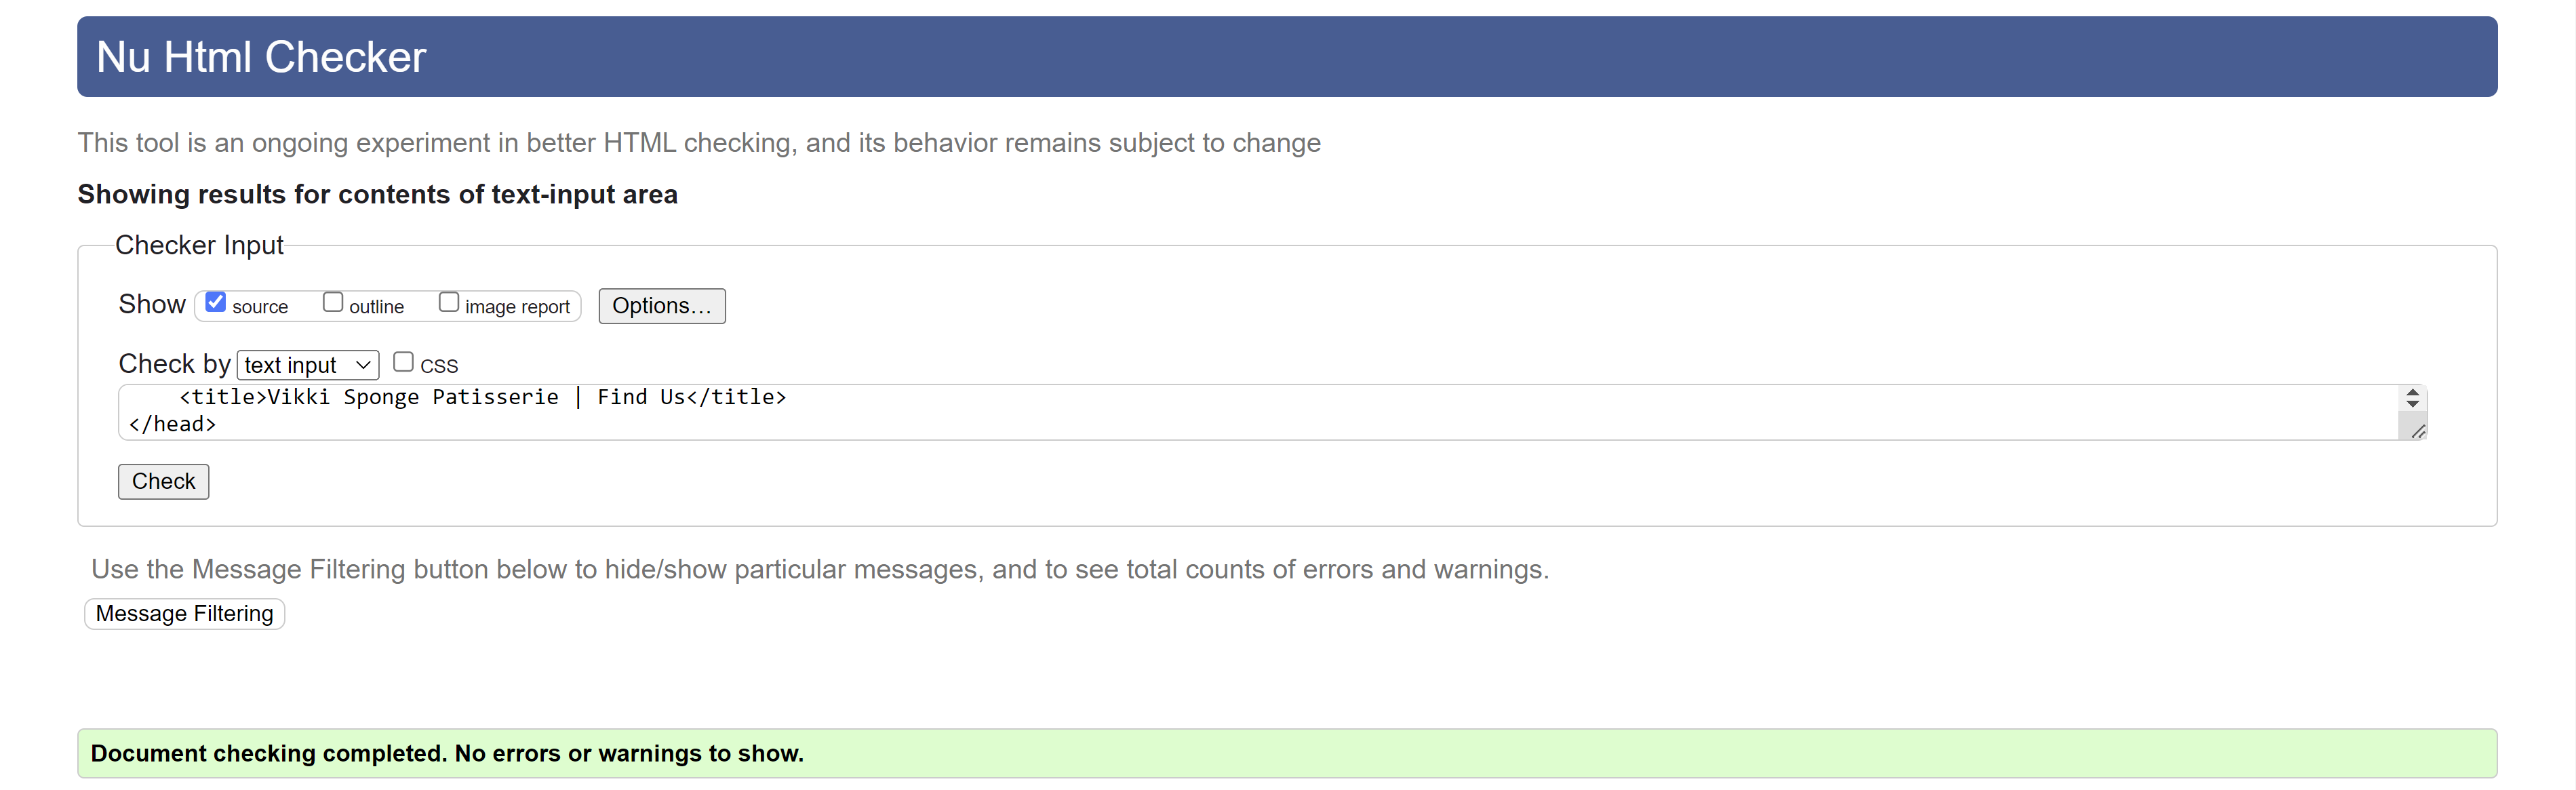 Nu Html Checker
This tool is an ongoing experiment in better HTML checking, and its behavior remains subject to change
Showing results for contents of text-input area
Checker Input
Show source outline image report Options...
Check by text input CSS
<title>Vikki Sponge Patisserie | Find Us</title>
</head>
Check
Use the Message Filtering button below to hide/show particular messages, and to see total counts of errors and warnings.
Message Filtering
Document checking completed. No errors or warnings to show.